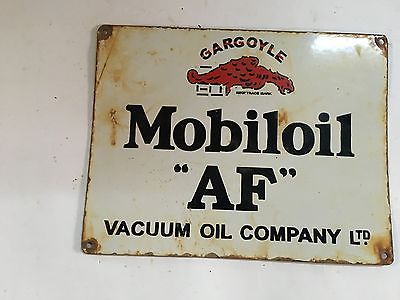 GARGOYLE
Mobiloil
"AF"
VACUUM OIL COMPANY LTD.